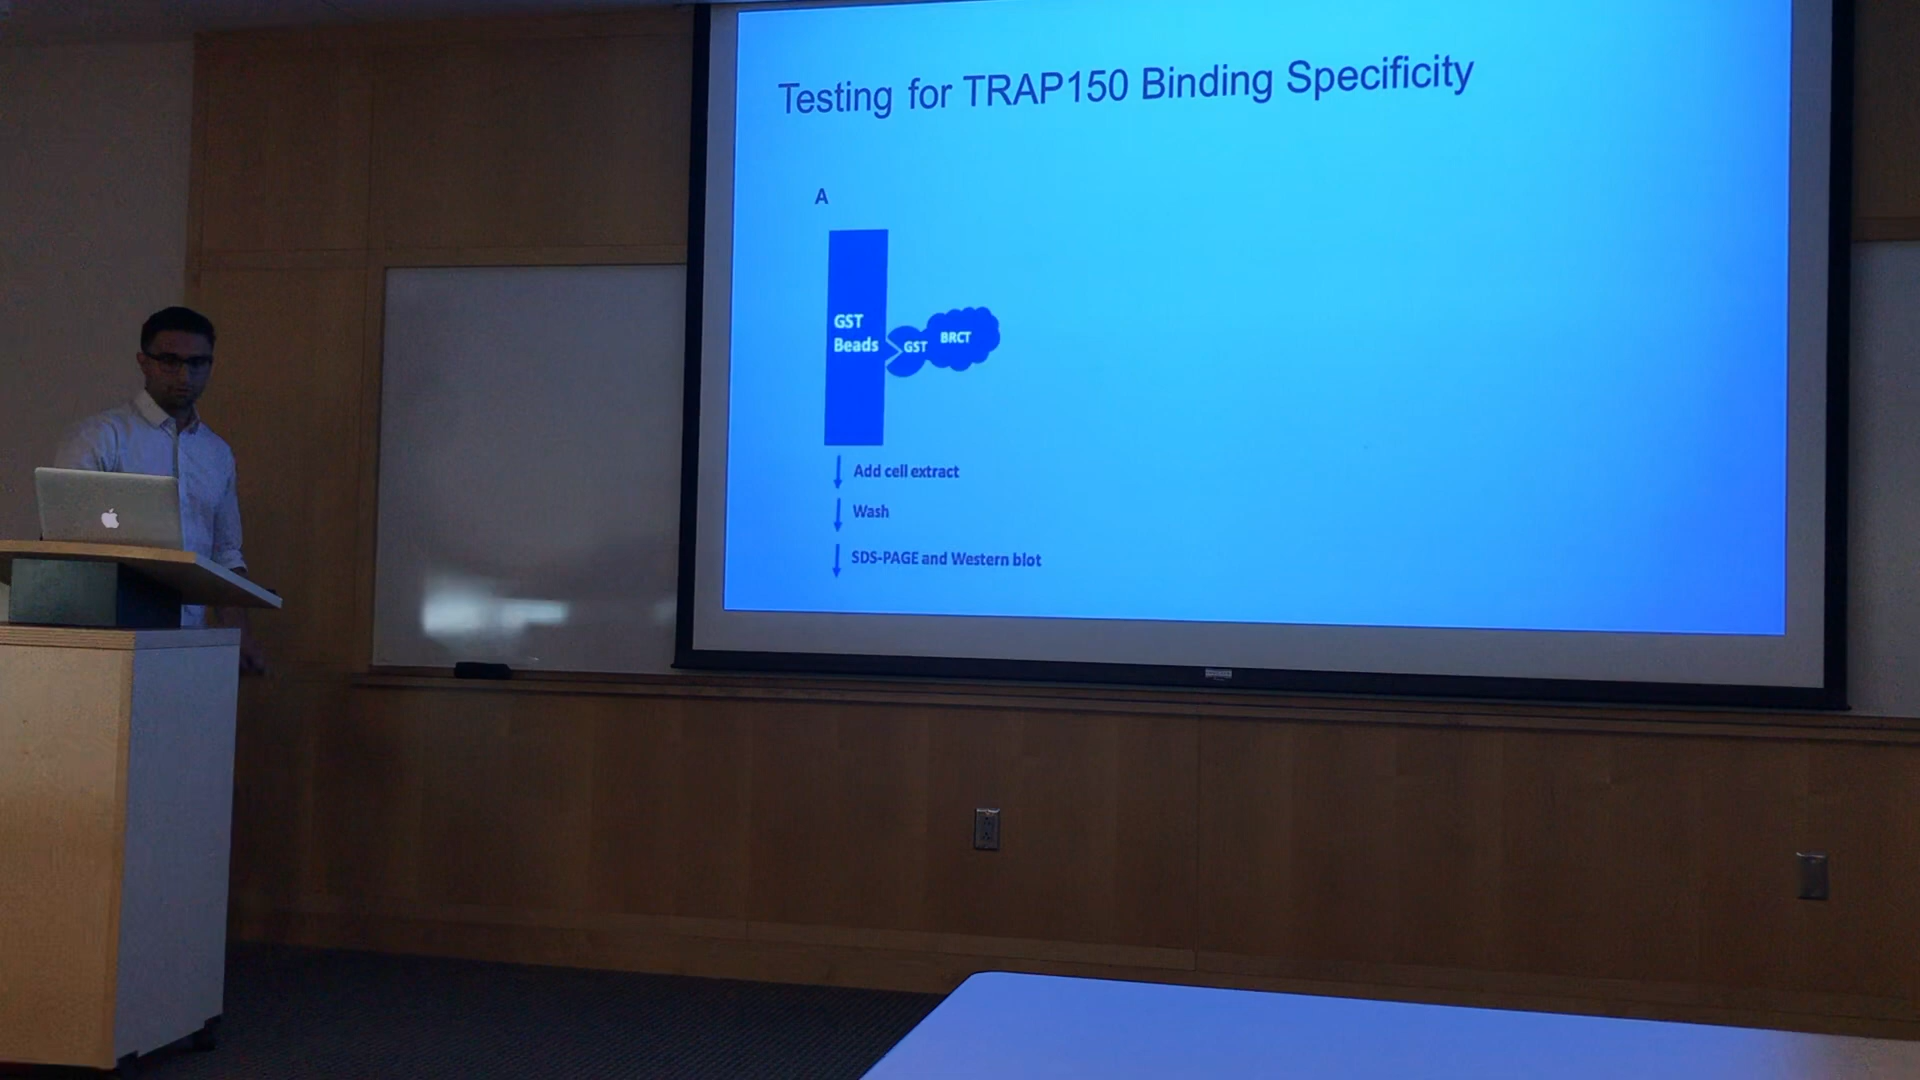 Testing for TRAP150 Binding Specificity
A
GST
Beads
GST
BRCT
Add cell extract
Wash
SDS-PAGE and Western blot